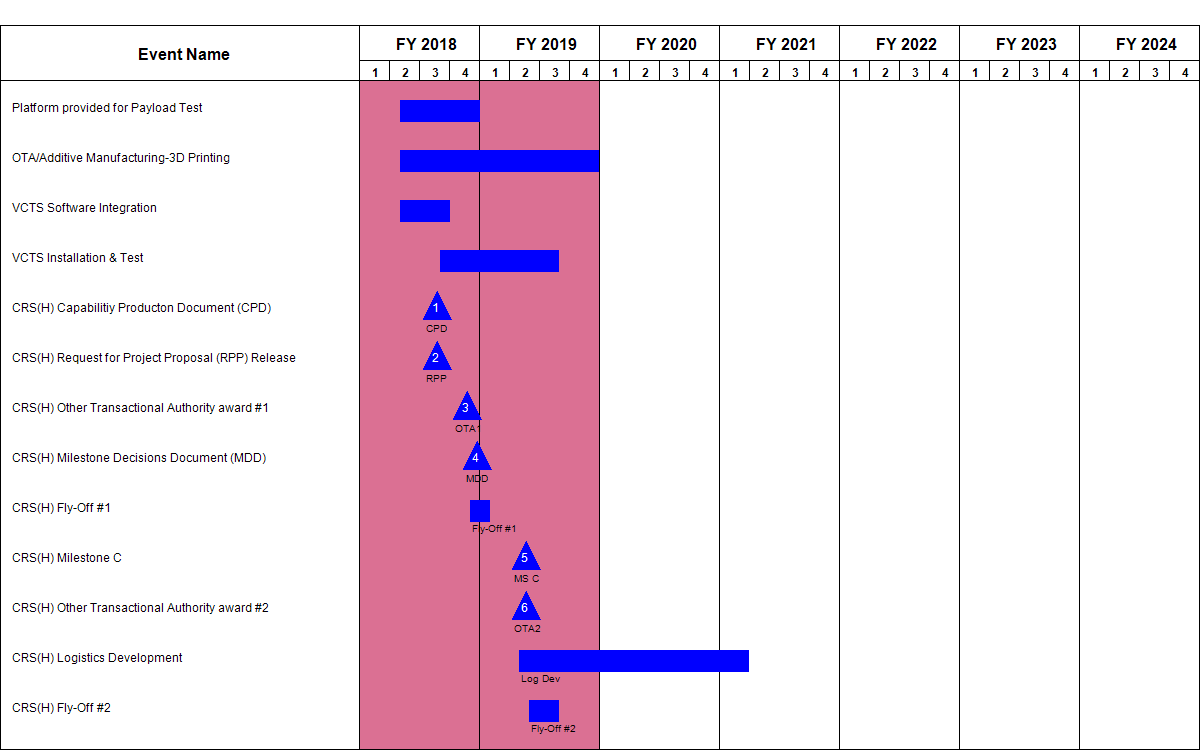 Event Name FY 2018 FY 2019 FY 2020 FY 2021 FY 2022 FY 2023 FY 2024
1 2 3 4 1 2 3 4 1 2 3 4 1 2 3 4 1 2 3 4 1 2 3 4 1 2 3 4
Platform provided for Payload Test
OTA/Additive Manufacturing-3D Printing
VCTS Software Integration
VCTS Installation & Test
CRS(H) Capabilitiy Producton Document (CPD) 1
CPD
CRS(H) Request for Project Proposal (RPP) Release 2
RPP
CRS(H) Other Transactional Authority award #1 3
OTA1
CRS(H) Milestone Decisions Document (MDD) 4
MDD
CRS(H) Fly-Off #1
Fly-Off #1
CRS(H) Milestone C 5
MS C
CRS(H) Other Transactional Authority award #2 6
OTA2
CRS(H) Logistics Development
Log Dev
CRS(H) Fly-Off #2
Fly-Off #2